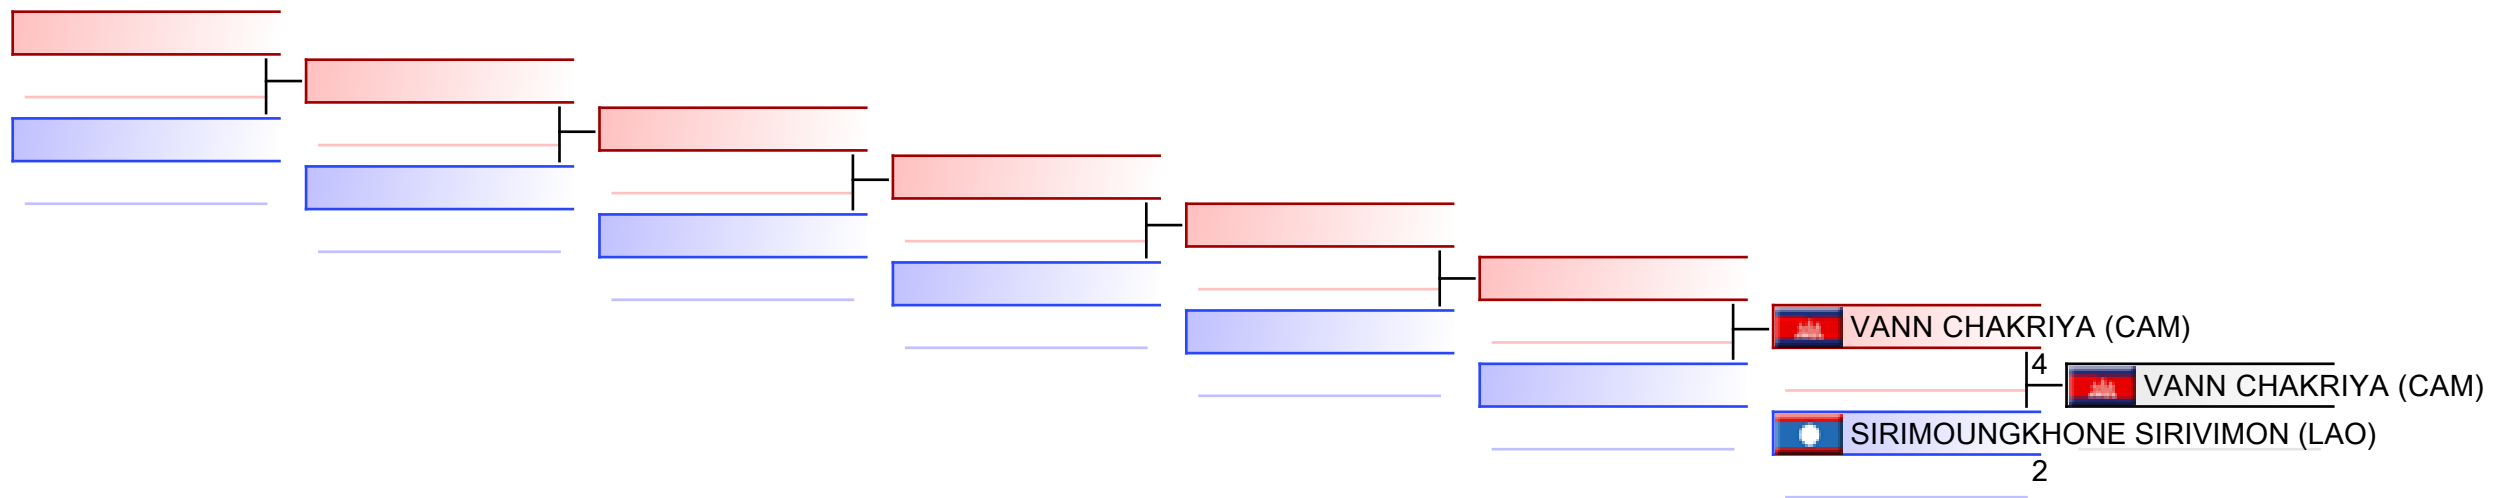 VANN CHAKRIYA (CAM)
4
VANN CHAKRIYA (CAM)
SIRIMOUNGKHONE SIRIVIMON (LAO)
2